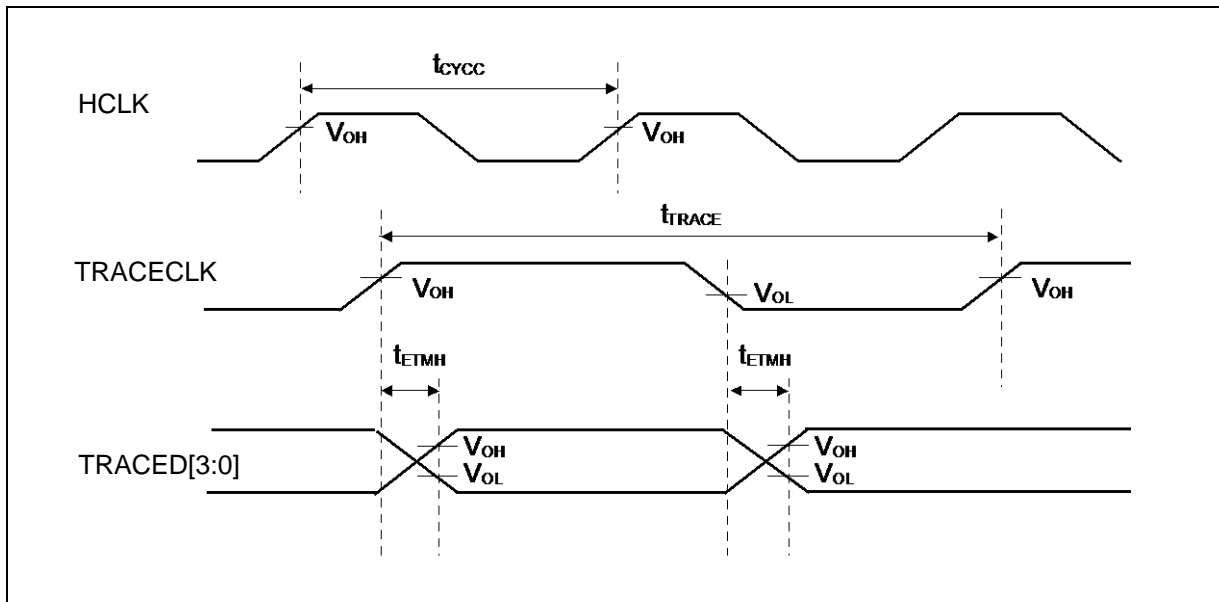 tCYCC
HCLK
VOH
VOH
tTRACE
TRACECLK
VOH
VOL
VOH
tETMH
tETMH
TRACED[3:0]
VOH
VOL
VOH
VOL